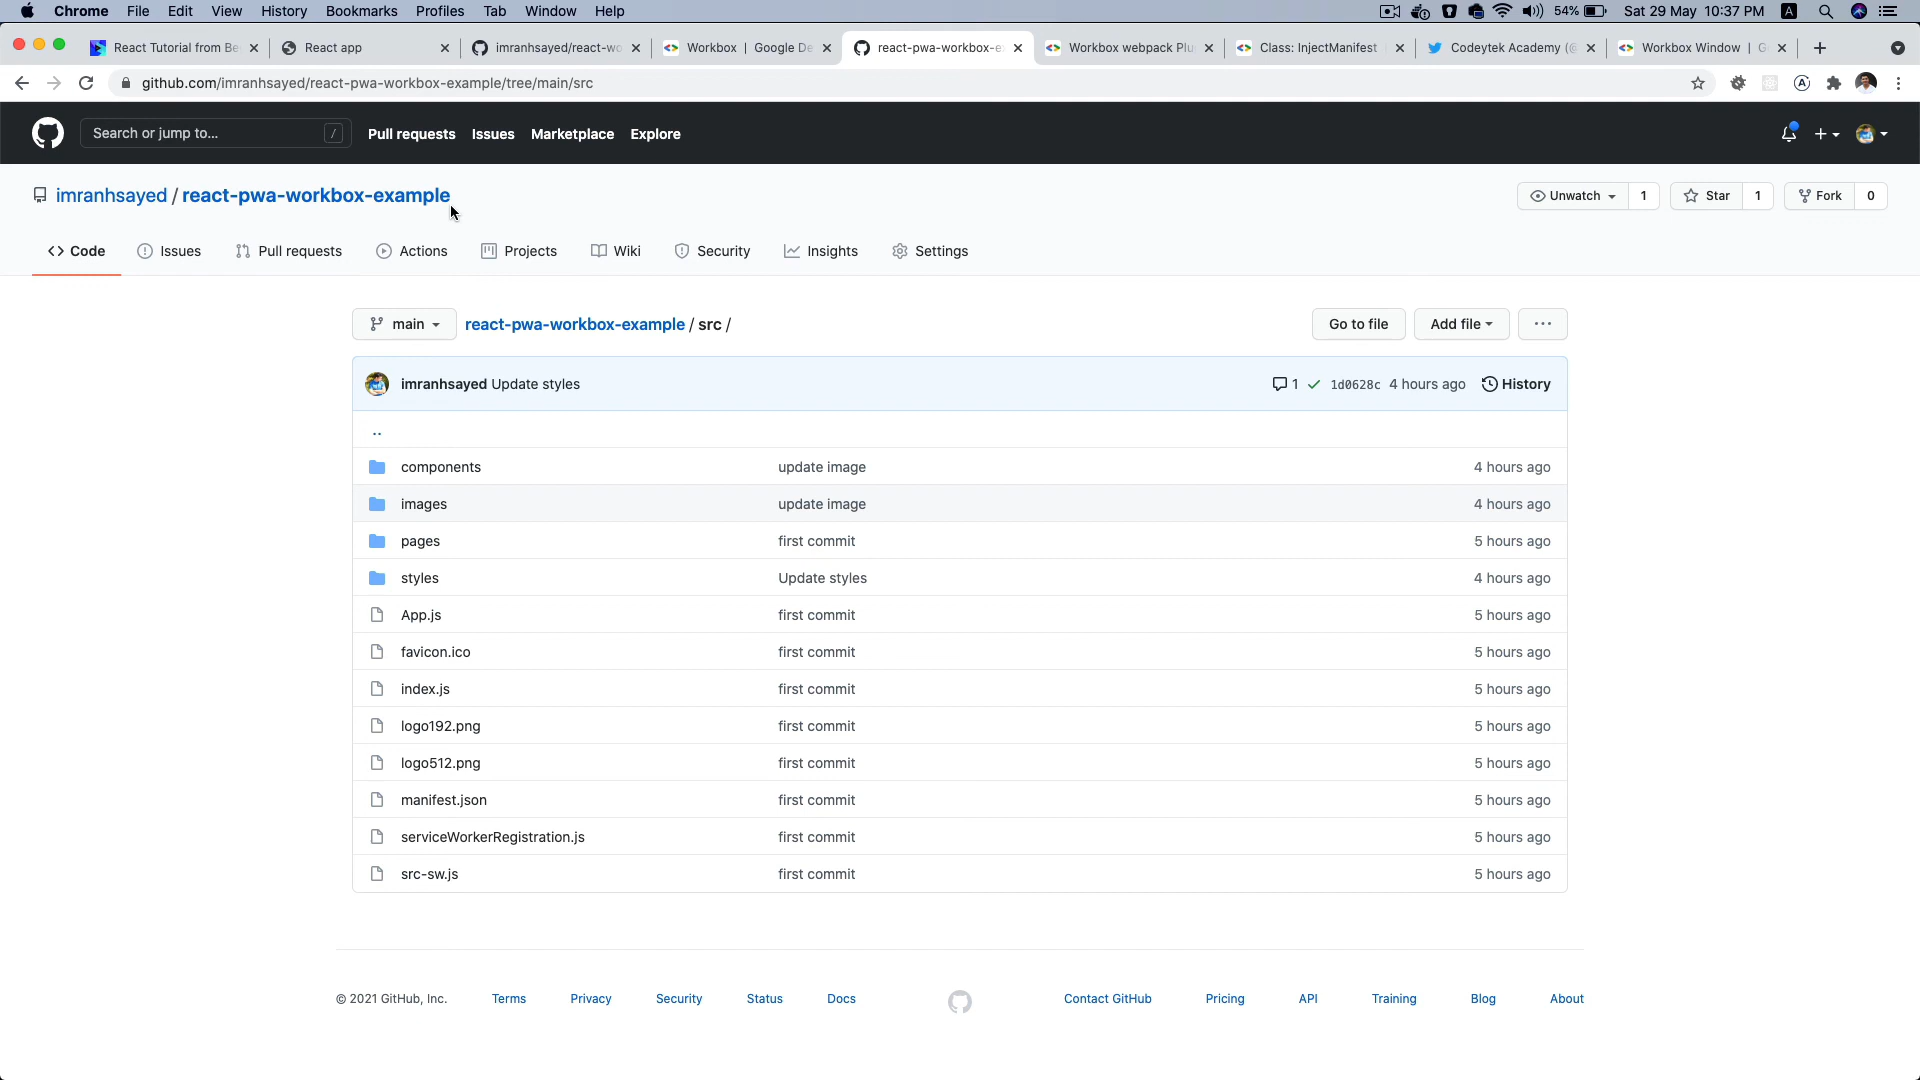 Chrome File Edit View History Bookmarks Profiles Tab Window Help 54% Sat 29 May 10:37 PM A
React Tutorial from Be React app imranhsayed/react-wo Workbox | Google De react-pwa-workbox-e Workbox webpack Plu Class: InjectManifest Codeytek Academy (@ Workbox Window | G
github.com/imranhsayed/react-pwa-workbox-example/tree/main/src
Search or jump to... / Pull requests Issues Marketplace Explore
imranhsayed / react-pwa-workbox-example Unwatch 1 Star 1 Fork 0
Code Issues Pull requests Actions Projects Wiki Security Insights Settings
main react-pwa-workbox-example / src / Go to file Add file ...
imranhsayed Update styles 1 1d0628c 4 hours ago History
..
components update image 4 hours ago
images update image 4 hours ago
pages first commit 5 hours ago
styles Update styles 4 hours ago
App.js first commit 5 hours ago
favicon.ico first commit 5 hours ago
index.js first commit 5 hours ago
logo192.png first commit 5 hours ago
logo512.png first commit 5 hours ago
manifest.json first commit 5 hours ago
serviceWorkerRegistration.js first commit 5 hours ago
src-sw.js first commit 5 hours ago
© 2021 GitHub, Inc. Terms Privacy Security Status Docs Contact GitHub Pricing API Training Blog About